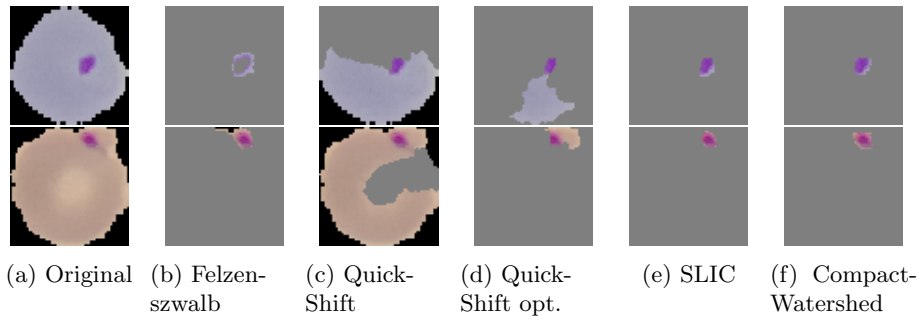 (a) Original (b) Felzen- (c) Quick- (d) Quick- (e) SLIC (f) Compact-
szwalb Shift Shift opt. Watershed